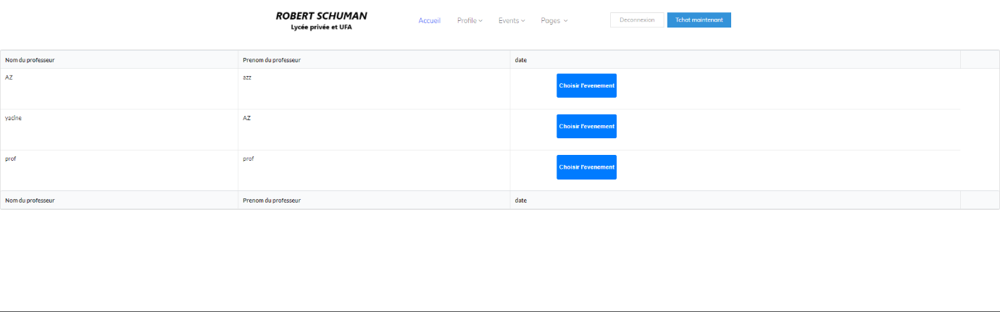 ROBERT SCHUMAN
Lycée privée et UFA
Accueil Profile Events Pages Deconnexion Tchat maintenant
Nom du professeur Prenom du professeur date
AZ azz Choisir l'evenement
yacine AZ Choisir l'evenement
prof prof Choisir l'evenement
Nom du professeur Prenom du professeur date